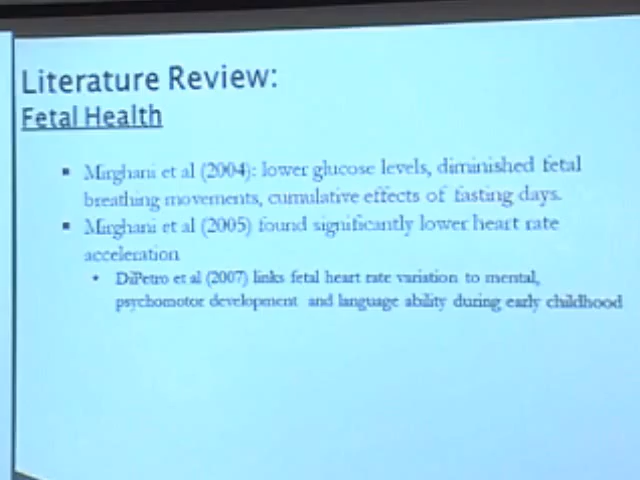 Literature Review:
Fetal Health
▪ Mirghani et al (2004): lower glucose levels, diminished fetal
breathing movements, cumulative effects of fasting days.
▪ Mirghani et al (2005) found significantly lower heart rate
acceleration
• DiPetro et al (2007) links fetal heart rate variation to mental,
psychomotor development and language ability during early childhood